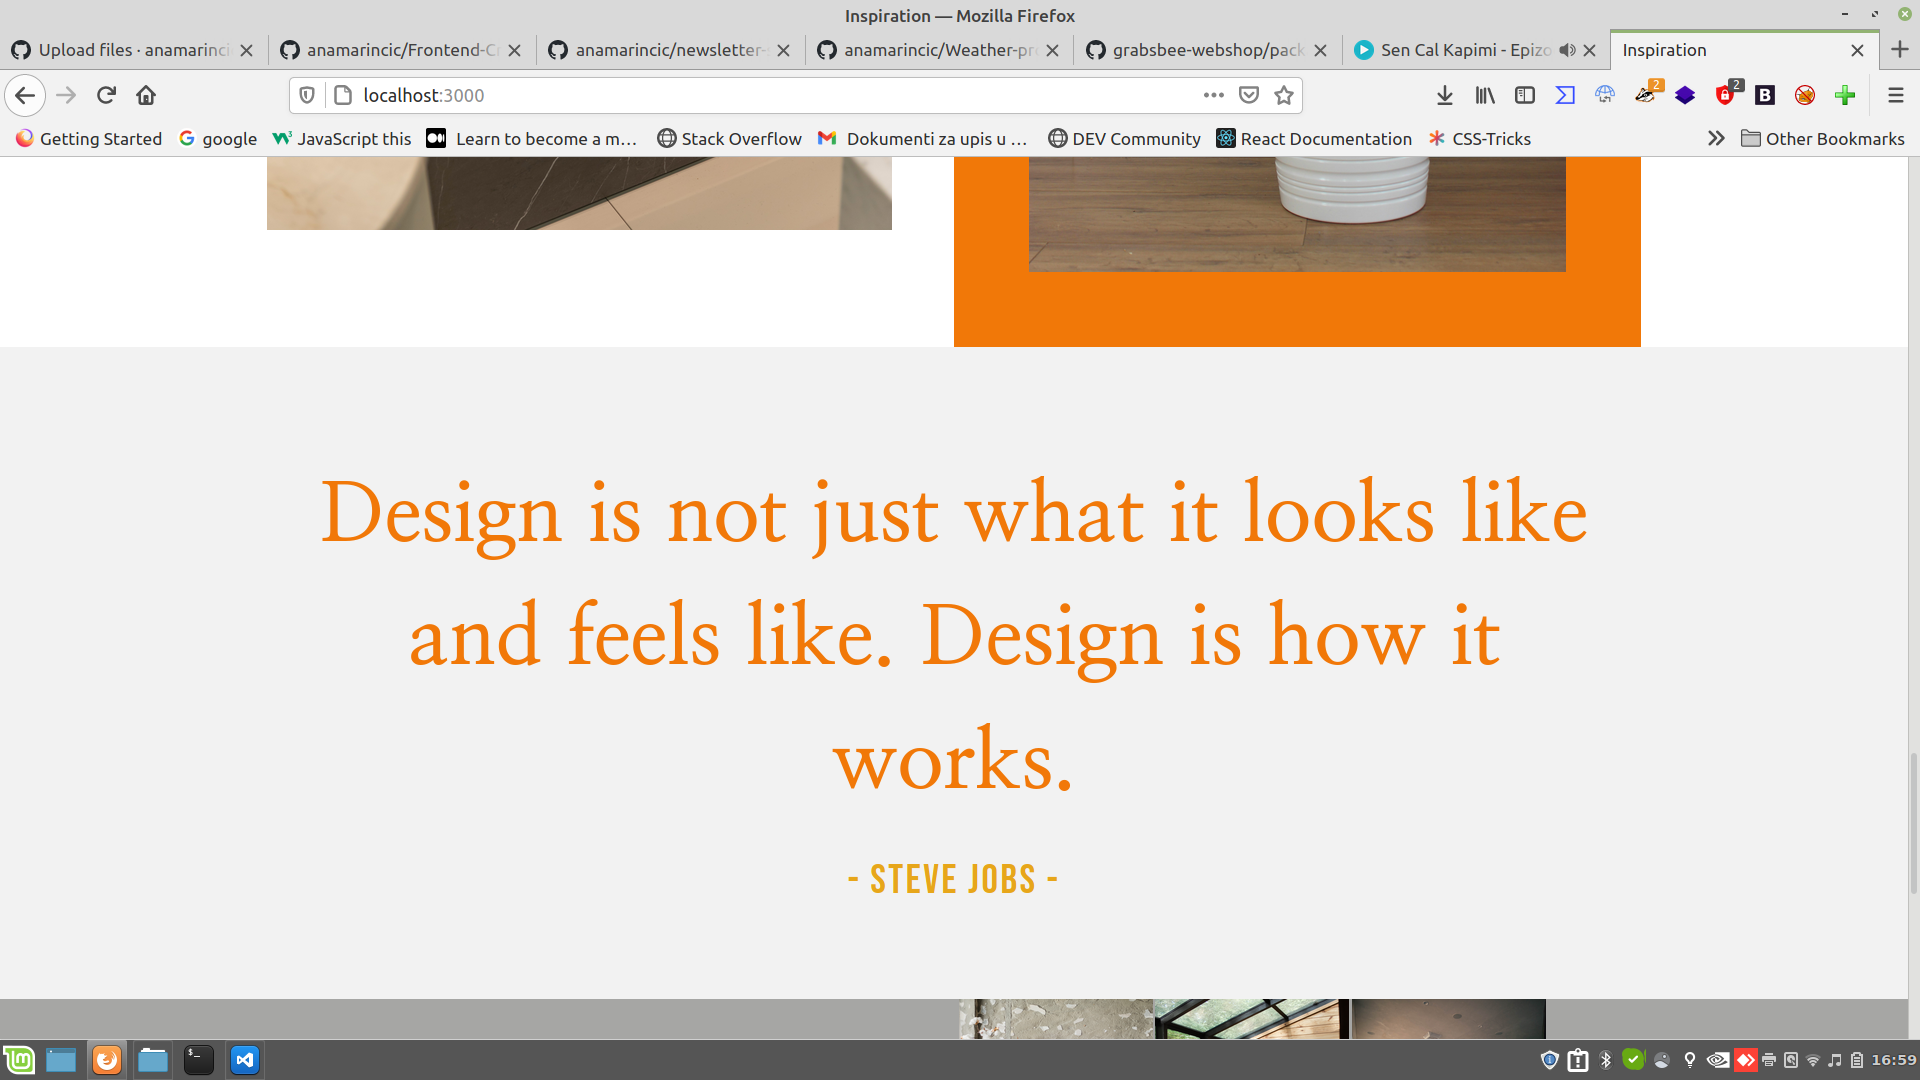 Inspiration — Mozilla Firefox
Upload files · anamarinci
anamarincic/Frontend-C
anamarincic/newsletter-
anamarincic/Weather-pr
grabsbee-webshop/pack
Sen Cal Kapimi - Epizo
Inspiration
localhost:3000
2
2
B
Getting Started
google
JavaScript this
Learn to become a m…
Stack Overflow
Dokumenti za upis u …
DEV Community
React Documentation
CSS-Tricks
Other Bookmarks
Design is not just what it looks like
and feels like. Design is how it
works.
- STEVE JOBS -
16:59